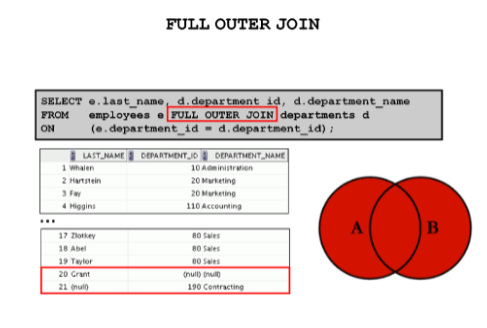 FULL OUTER JOIN
SELECT e.last_name, d.department_id, d.department_name
FROM employees e FULL OUTER JOIN departments d
ON (e.department_id = d.department_id);
LAST_NAME DEPARTMENT_ID DEPARTMENT_NAME
1 Whalen 10 Administration
2 Hartstein 20 Marketing
3 Fay 20 Marketing
4 Higgins 110 Accounting
...
17 Zlotkey 80 Sales
18 Abel 80 Sales
19 Taylor 80 Sales
20 Grant (null) (null)
21 (null) 190 Contracting
A B